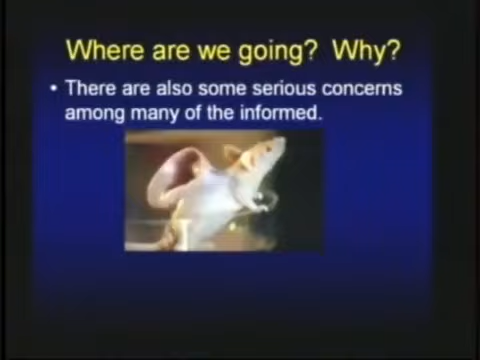 Where are we going?  Why?
• There are also some serious concerns
among many of the informed.